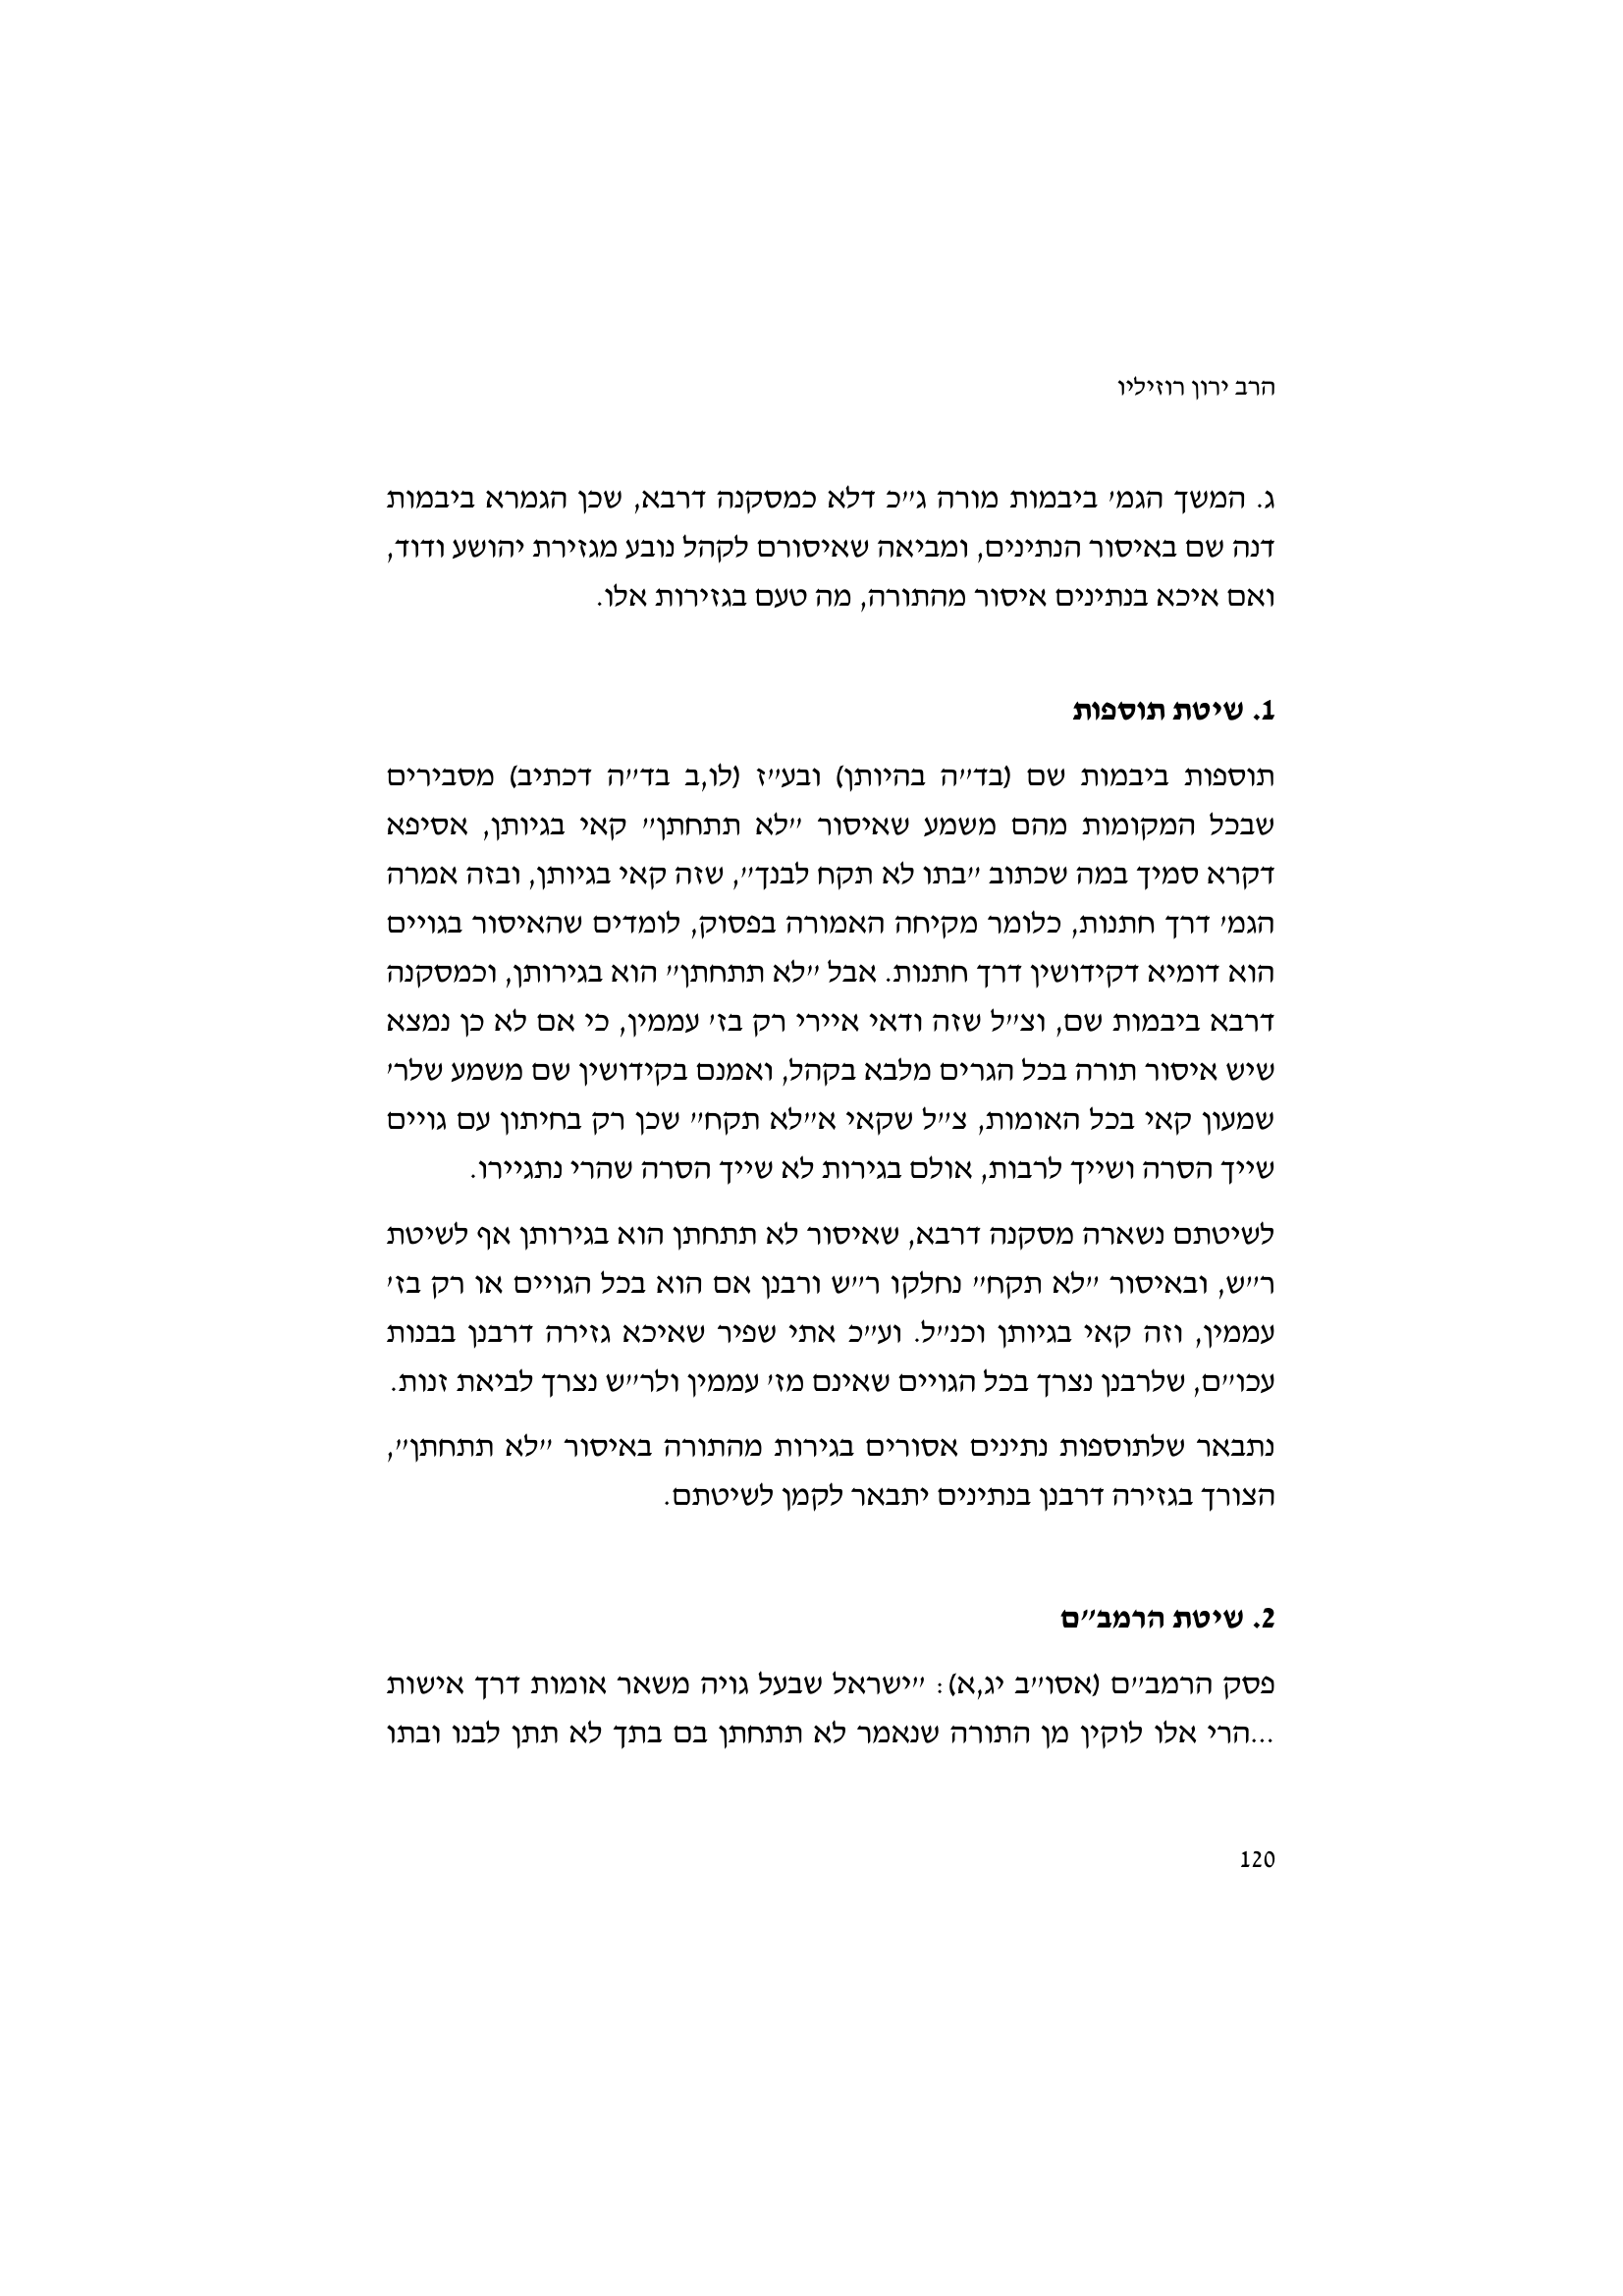 הרב ירון רוזיליו
ג. המשך הגמ' ביבמות מורה ג"כ דלא כמסקנה דרבא, שכן הגמרא ביבמות
דנה שם באיסור הנתינים, ומביאה שאיסורם לקהל נובע מגזירת יהושע ודוד,
ואם איכא בנתינים איסור מהתורה, מה טעם בגזירות אלו.
1. שיטת תוספות
תוספות ביבמות שם (בד"ה בהיותן) ובע"ז (לו,ב בד"ה דכתיב) מסבירים
שבכל המקומות מהם משמע שאיסור "לא תתחתן" קאי בגיותן, אסיפא
דקרא סמיך במה שכתוב "בתו לא תקח לבנך", שזה קאי בגיותן, ובזה אמרה
הגמ' דרך חתנות, כלומר מקיחה האמורה בפסוק, לומדים שהאיסור בגויים
הוא דומיא דקידושין דרך חתנות. אבל "לא תתחתן" הוא בגירותן, וכמסקנה
דרבא ביבמות שם, וצ"ל שזה ודאי איירי רק בז' עממין, כי אם לא כן נמצא
שיש איסור תורה בכל הגרים מלבא בקהל, ואמנם בקידושין שם משמע שלר'
שמעון קאי בכל האומות, צ"ל שקאי א"לא תקח" שכן רק בחיתון עם גויים
שייך הסרה ושייך לרבות, אולם בגירות לא שייך הסרה שהרי נתגיירו.
לשיטתם נשארה מסקנה דרבא, שאיסור לא תתחתן הוא בגירותן אף לשיטת
ר"ש, ובאיסור "לא תקח" נחלקו ר"ש ורבנן אם הוא בכל הגויים או רק בז'
עממין, וזה קאי בגיותן וכנ"ל. וע"כ אתי שפיר שאיכא גזירה דרבנן בבנות
עכו"ם, שלרבנן נצרך בכל הגויים שאינם מז' עממין ולר"ש נצרך לביאת זנות.
נתבאר שלתוספות נתינים אסורים בגירות מהתורה באיסור "לא תתחתן",
הצורך בגזירה דרבנן בנתינים יתבאר לקמן לשיטתם.
2. שיטת הרמב"ם
פסק הרמב"ם (אסו"ב יג,א): "ישראל שבעל גויה משאר אומות דרך אישות
...הרי אלו לוקין מן התורה שנאמר לא תתחתן בם בתך לא תתן לבנו ובתו
120